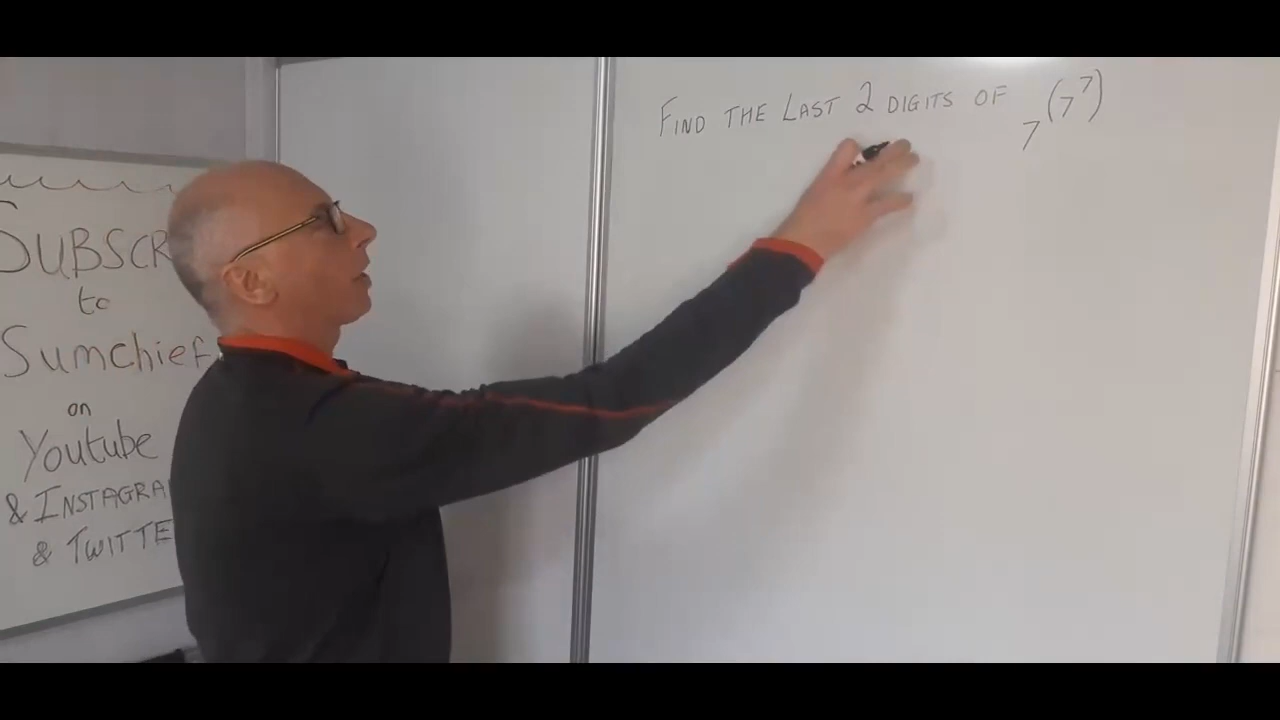 SUBSCR
to
Sumchief
on
Youtube
& INSTAGRA
& TWITTE
FIND THE LAST 2 DIGITS OF 7^(7^7)